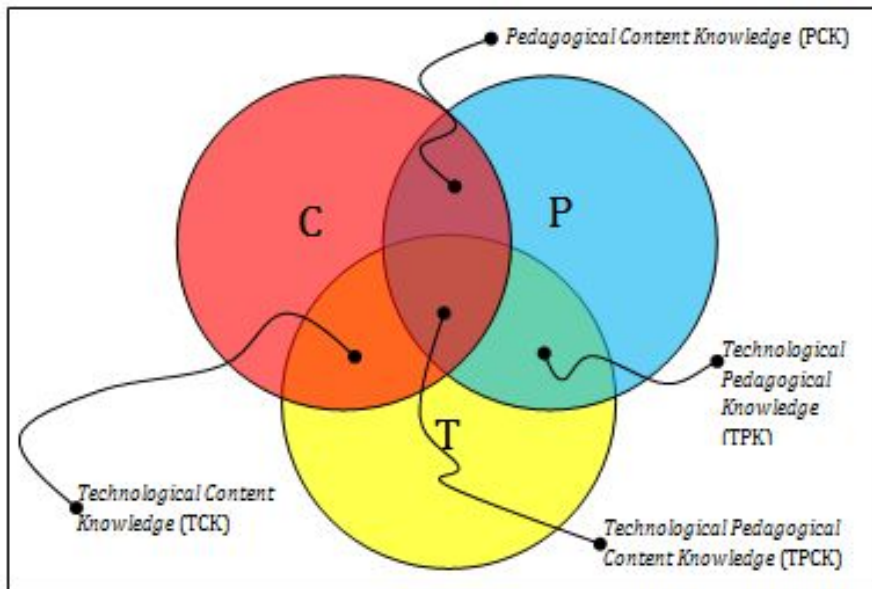 Pedagogical Content Knowledge (PCK)
C
P
T
Technological
Pedagogical
Knowledge
(TPK)
Technological Content
Knowledge (TCK)
Technological Pedagogical
Content Knowledge (TPCK)